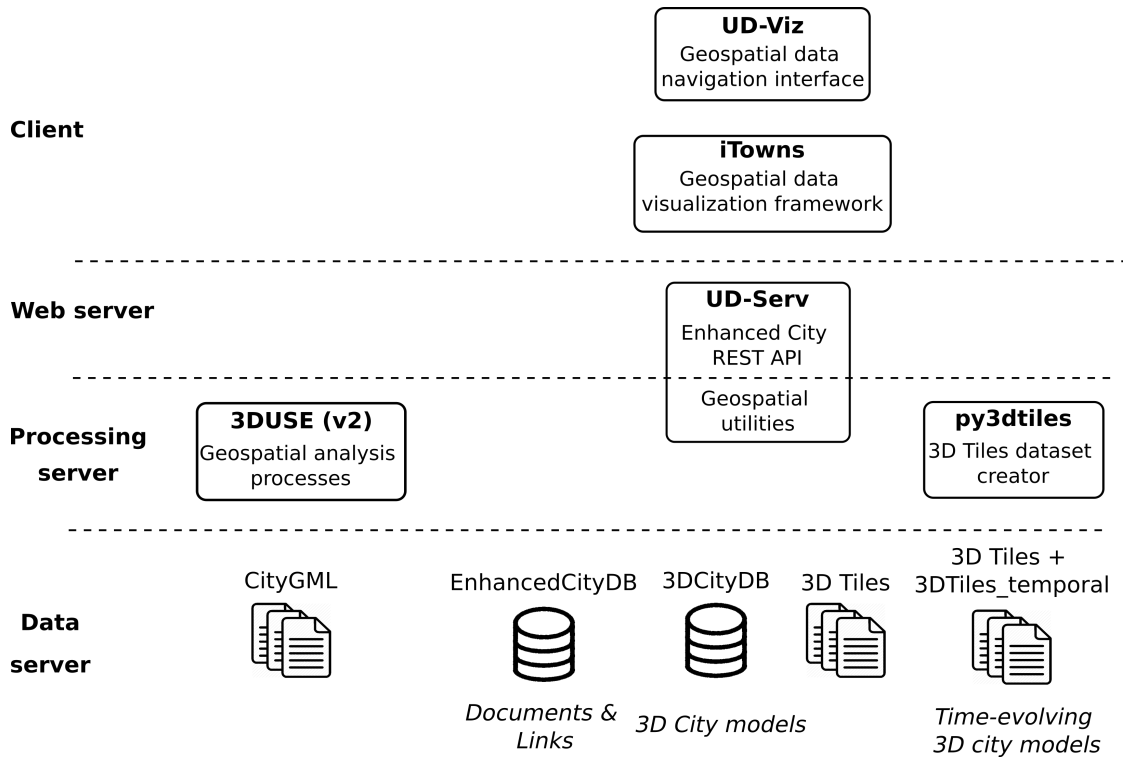 UD-Viz
Geospatial data
navigation interface
Client
iTowns
Geospatial data
visualization framework
Web server
UD-Serv
Enhanced City
REST API
Geospatial
utilities
Processing
server
3DUSE (v2)
Geospatial analysis
processes
py3dtiles
3D Tiles dataset
creator
Data
server
CityGML
EnhancedCityDB
Documents &
Links
3DCityDB
3D Tiles
3D City models
3D Tiles +
3DTiles_temporal
Time-evolving
3D city models